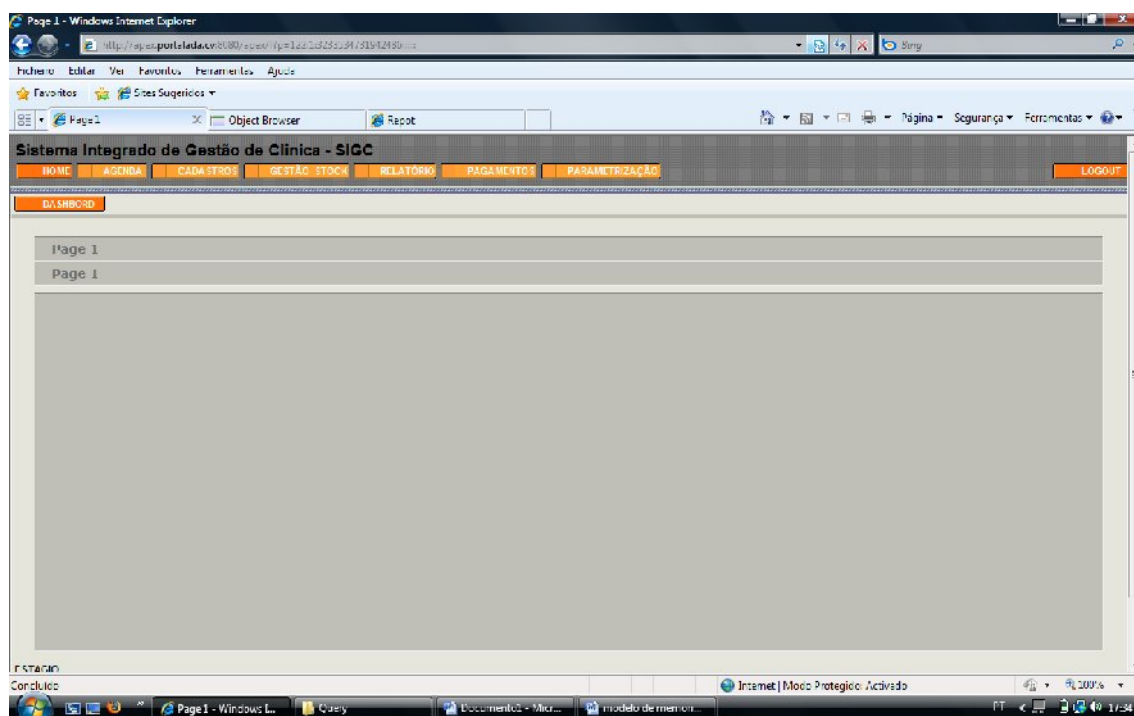 Page 1 - Windows Internet Explorer
Bing
Ficheiro Editar Ver Favoritos Ferramentas Ajuda
Favoritos Sites Sugeridos
Page 1 Object Browser Repot Página Segurança Ferramentas
Sistema Integrado de Gestão de Clinica - SIGC
HOME AGENDA CADASTROS GESTÃO STOCK RELATÓRIO PAGAMENTOS PARAMETRIZAÇÃO LOGOUT
DASHBORD
Page 1
Page 1
ESTAGIO
Concluído Internet | Modo Protegido: Activado 100%
Page 1 - Windows I... Query Documento1 - Micr... modelo de memori... PT 17:34